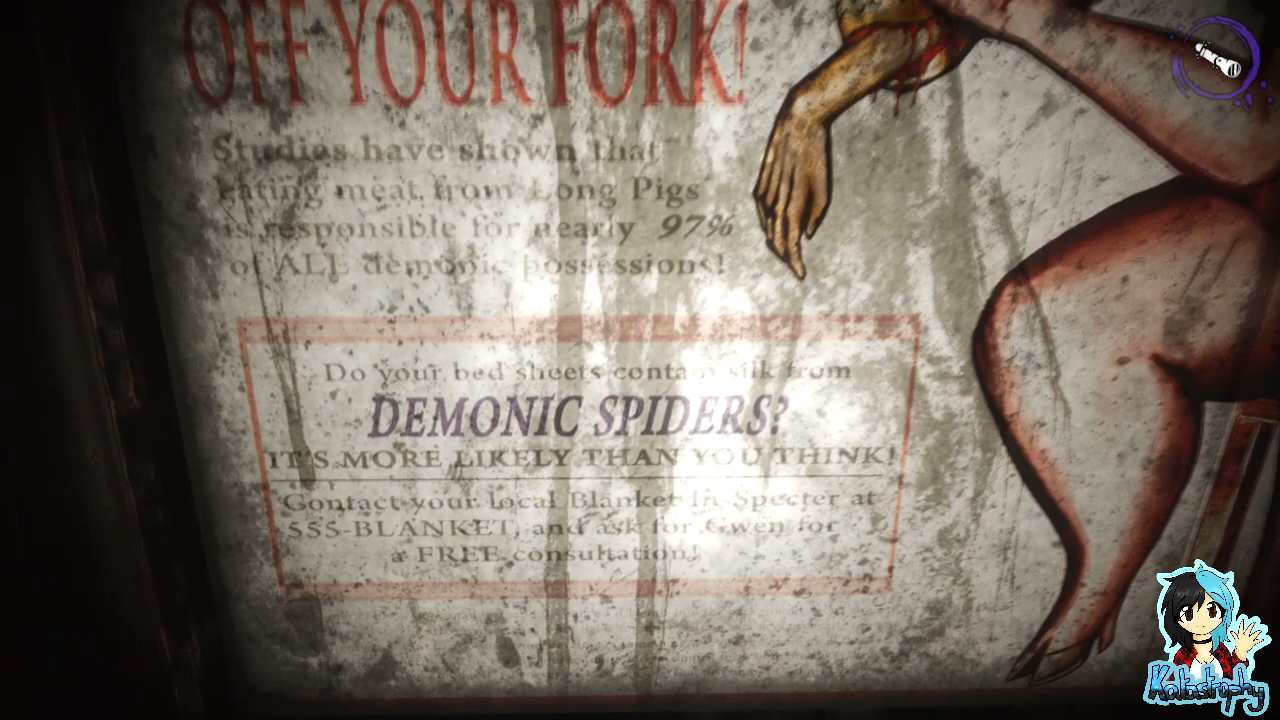 OFF YOUR FORK!
Studies have shown that
eating meat from Long Pigs
is responsible for nearly 97%
of ALL demonic possessions!
Do your bed sheets contain silk from
DEMONIC SPIDERS?
IT'S MORE LIKELY THAN YOU THINK!
Contact your local Blanket In-Specter at
$$$-BLANKET, and ask for Gwen for
a FREE consultation!
Katastrophy